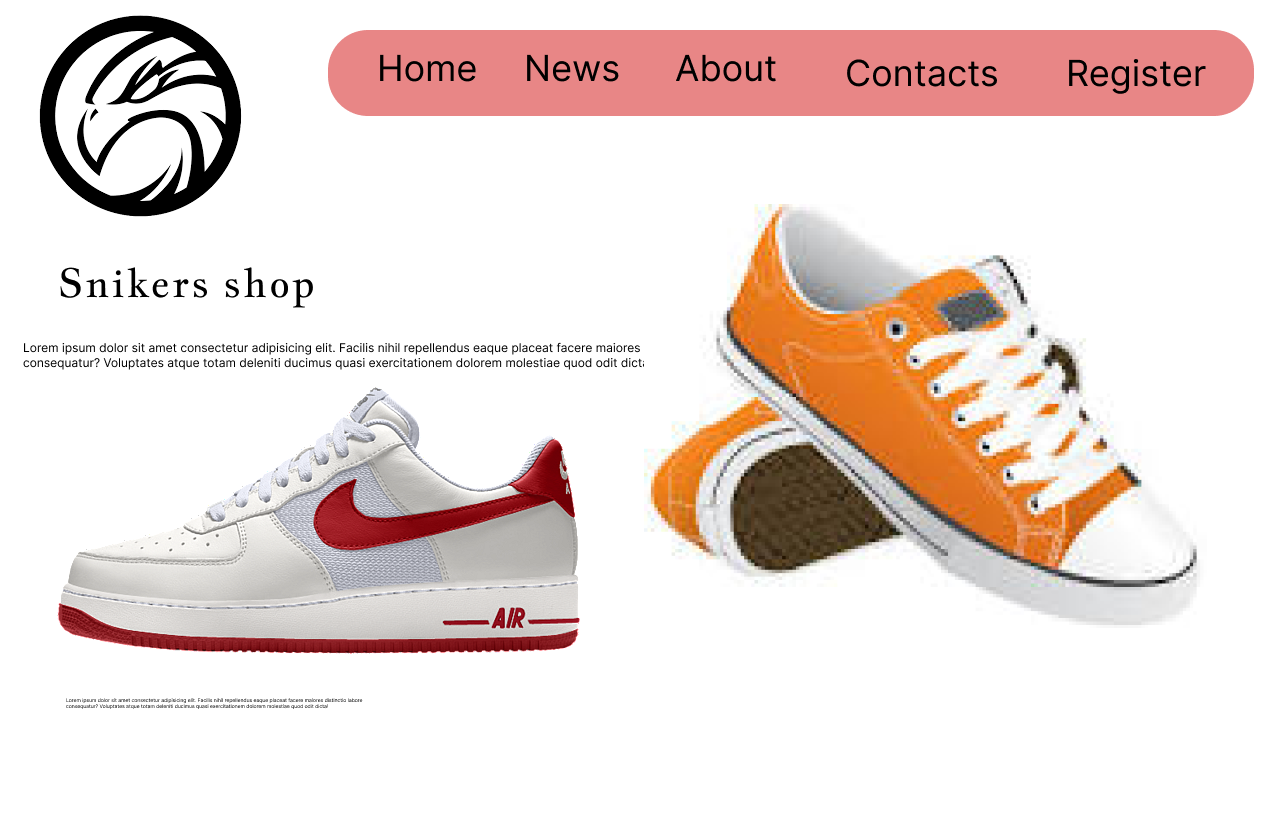 Home News About Contacts Register
Snikers shop
Lorem ipsum dolor sit amet consectetur adipisicing elit. Facilis nihil repellendus eaque placeat facere maiores
consequatur? Voluptates atque totam deleniti ducimus quasi exercitationem dolorem molestiae quod odit dicta
AIR
Lorem ipsum dolor sit amet consectetur adipisicing elit. Facilis nihil repellendus eaque placeat facere maiores distinctio labore
consequatur? Voluptates atque totam deleniti ducimus quasi exercitationem dolorem molestiae quod odit dicta!